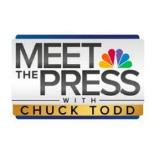 MEET
THE PRESS
WITH
CHUCK TODD